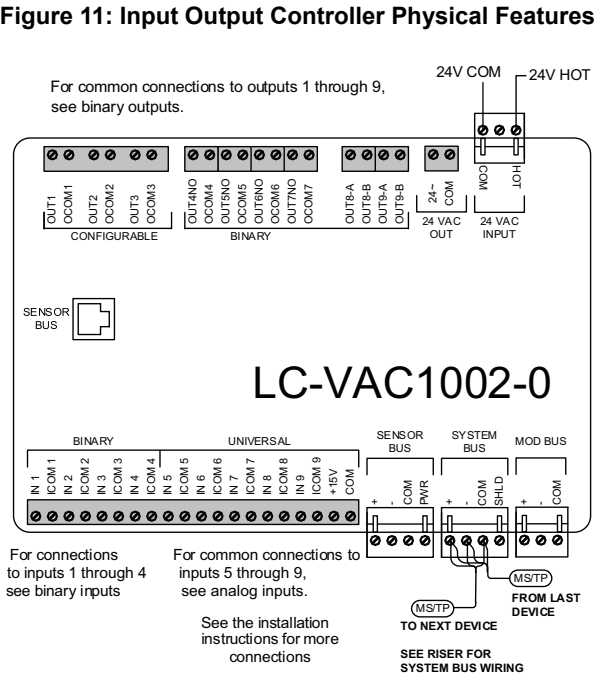 Figure 11: Input Output Controller Physical Features
For common connections to outputs 1 through 9,
see binary outputs.
24V COM
24V HOT
OUT1
OCOM1
OUT2
OCOM2
OUT3
OCOM3
CONFIGURABLE
OUT4NO
OCOM4
OUT5NO
OCOM5
OUT6NO
OCOM6
OUT7NO
OCOM7
BINARY
OUT8-A
OUT8-B
OUT9-A
OUT9-B
24~
COM
24 VAC
OUT
COM
HOT
24 VAC
INPUT
SENSOR
BUS
LC-VAC1002-0
BINARY
IN 1
ICOM 1
IN 2
ICOM 2
IN 3
ICOM 3
IN 4
ICOM 4
UNIVERSAL
IN 5
ICOM 5
IN 6
ICOM 6
IN 7
ICOM 7
IN 8
ICOM 8
IN 9
ICOM 9
+15V
COM
SENSOR
BUS
+
-
COM
PWR
SYSTEM
BUS
+
-
COM
SHLD
MOD BUS
+
-
COM
For connections
to inputs 1 through 4
see binary inputs
For common connections to
inputs 5 through 9,
see analog inputs.
See the installation
instructions for more
connections
MS/TP
FROM LAST
DEVICE
MS/TP
TO NEXT DEVICE
SEE RISER FOR
SYSTEM BUS WIRING